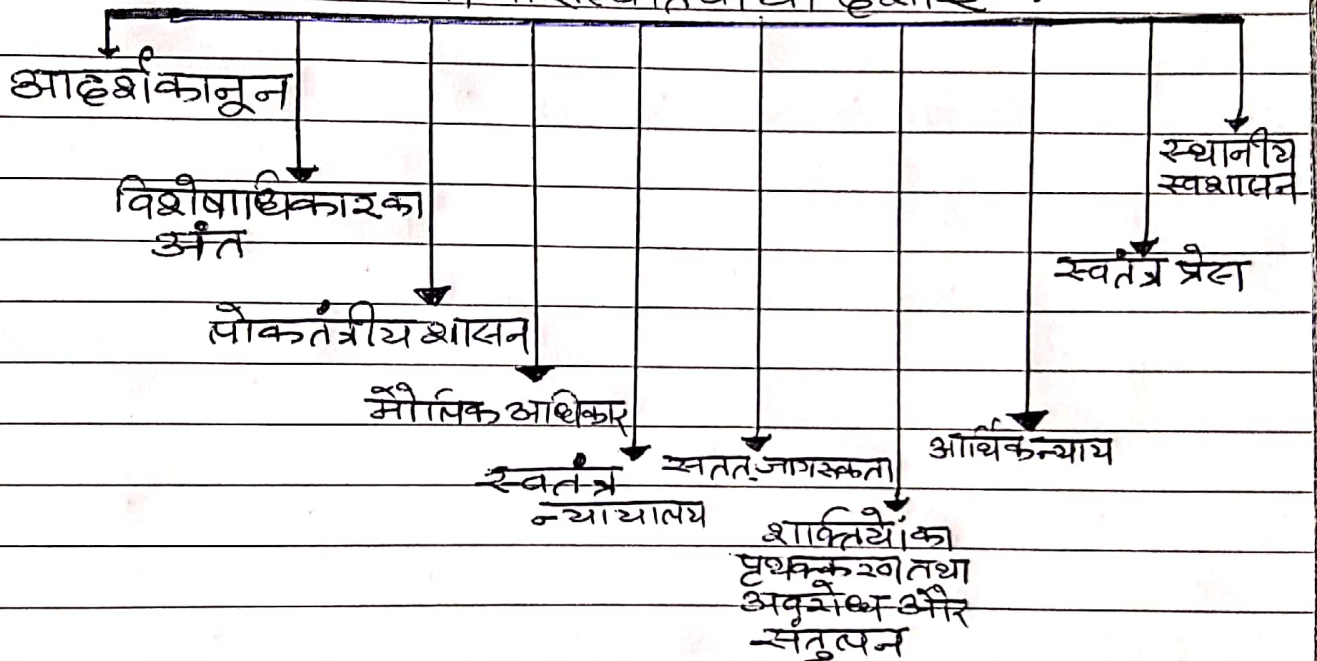 आदर्श कानून
विशेषाधिकार का
अंत
लोकतंत्रीय शासन
मौलिक अधिकार
स्वतंत्र
न्यायालय
सतत् जागरूकता
शक्तियों का
पृथक्करण तथा
अवरोध और
संतुलन
आर्थिक न्याय
स्वतंत्र प्रेस
स्थानीय
स्वशासन